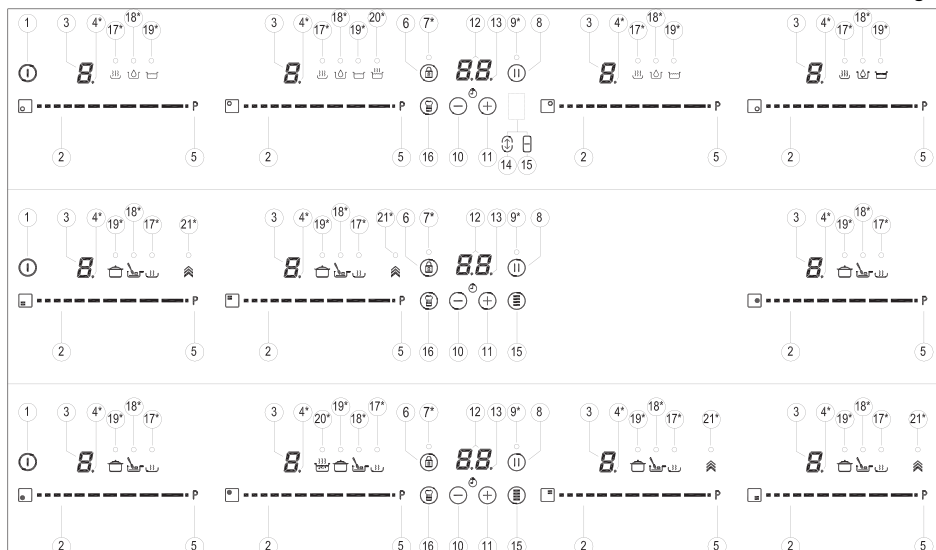 18* 18* 20* 18* 18*
1 3 4* 17* 19* 3 4* 17* 19* 6 7* 12 13 9* 8 3 4* 17* 19* 3 4* 17* 19*
8. 8. 8.8. 8. 8.
P P P P
2 5 2 5 16 10 11 2 5 2 5
14 15
18* 18* 18*
1 3 4* 19* 17* 21* 3 4* 19* 17* 21* 6 7* 12 13 9* 8 3 4* 19* 17*
8. 8. 8.8. 8.
P P P
2 5 2 5 16 10 11 15 2 5
18* 19* 17* 18* 18*
1 3 4* 19* 17* 3 4* 20* 18* 6 7* 12 13 9* 8 3 4* 19* 17* 21* 3 4* 19* 17* 21*
8. 8. 8.8. 8. 8.
P P P P
2 5 2 5 16 10 11 15 2 5 2 5